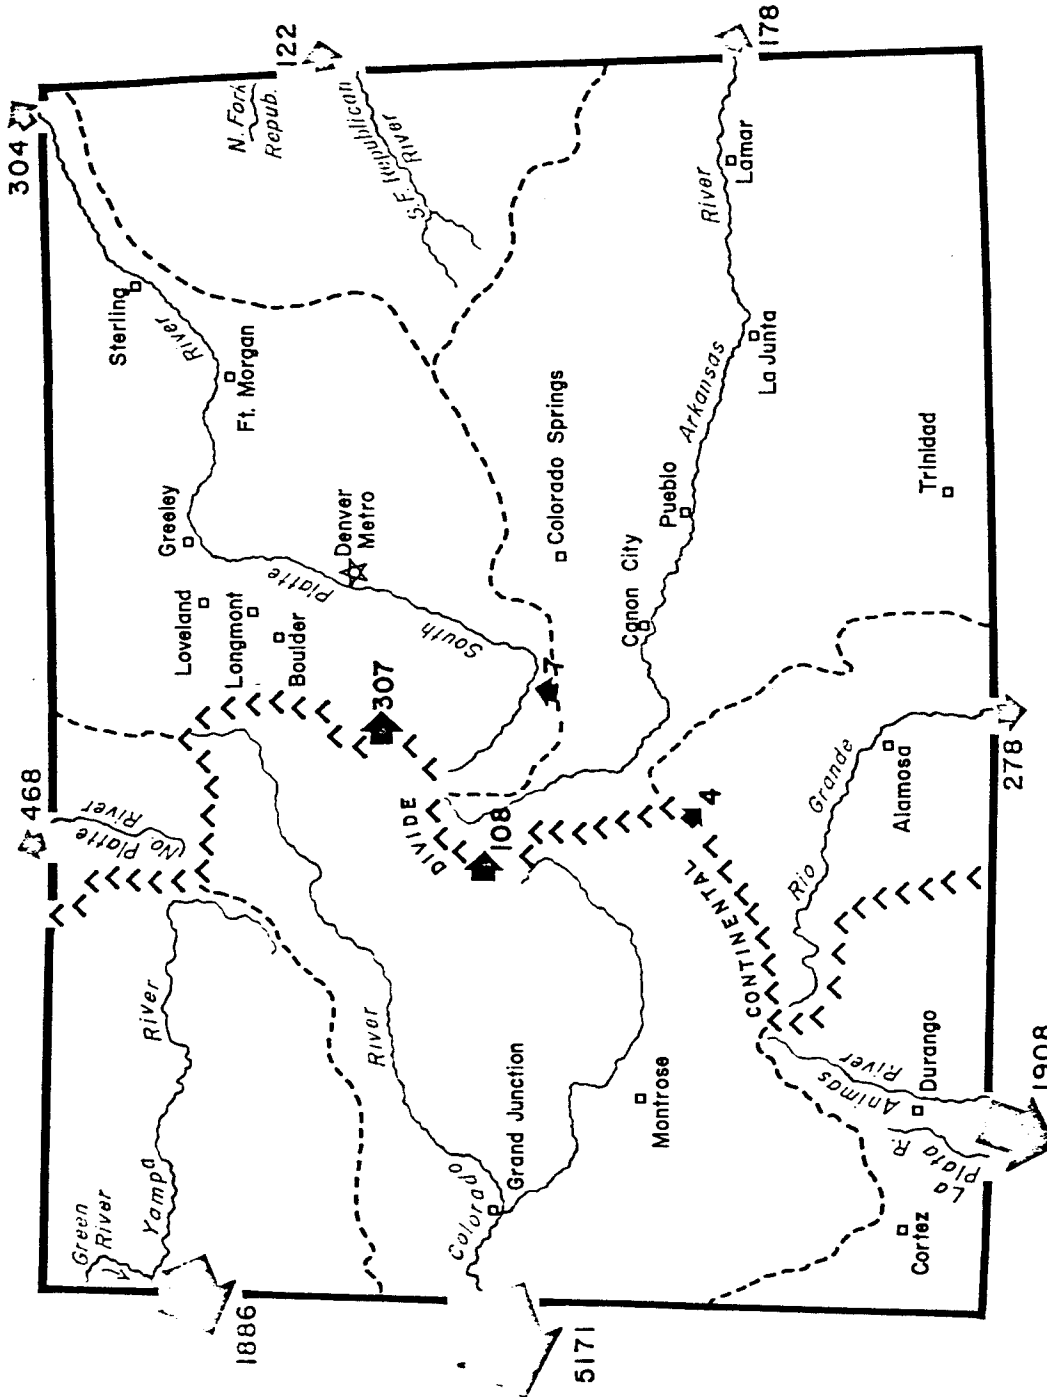 468
304
122
178
278
1908
5171
1886
Green
River
Yampa
River
No.
Platte
River
Sterling
River
Ft. Morgan
N. Fork
Repub.
S.F. Republican
River
Greeley
Loveland
Longmont
Boulder
Denver
Metro
Platte
South
307
7
DIVIDE
108
River
Colorado
Grand Junction
Colorado Springs
Montrose
Canon City
Pueblo
Arkansas
River
La Junta
Lamar
4
CONTINENTAL
Rio
Grande
Alamosa
Trinidad
Animas
River
Durango
La
Plata R.
Cortez